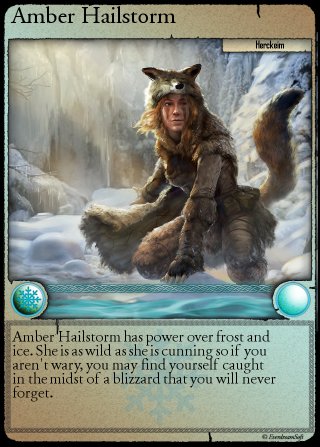 Amber Hailstorm
Herckeim
Amber Hailstorm has power over frost and
ice. She is as wild as she is cunning so if you
aren't wary, you may find yourself caught
in the midst of a blizzard that you will never
forget.
© EverdreamSoft